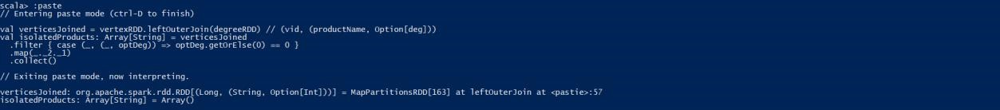 scala> :paste
// Entering paste mode (ctrl-D to finish)
val verticesJoined = vertexRDD.leftOuterJoin(degreeRDD) // (vid, (productName, Option[deg]))
val isolatedProducts: Array[String] = verticesJoined
.filter { case (_, (_, optDeg)) => optDeg.getOrElse(0) == 0 }
.map(_._2._1)
.collect()
// Exiting paste mode, now interpreting.
verticesJoined: org.apache.spark.rdd.RDD[(Long, (String, Option[Int]))] = MapPartitionsRDD[163] at leftOuterJoin at <pastie>:57
isolatedProducts: Array[String] = Array()